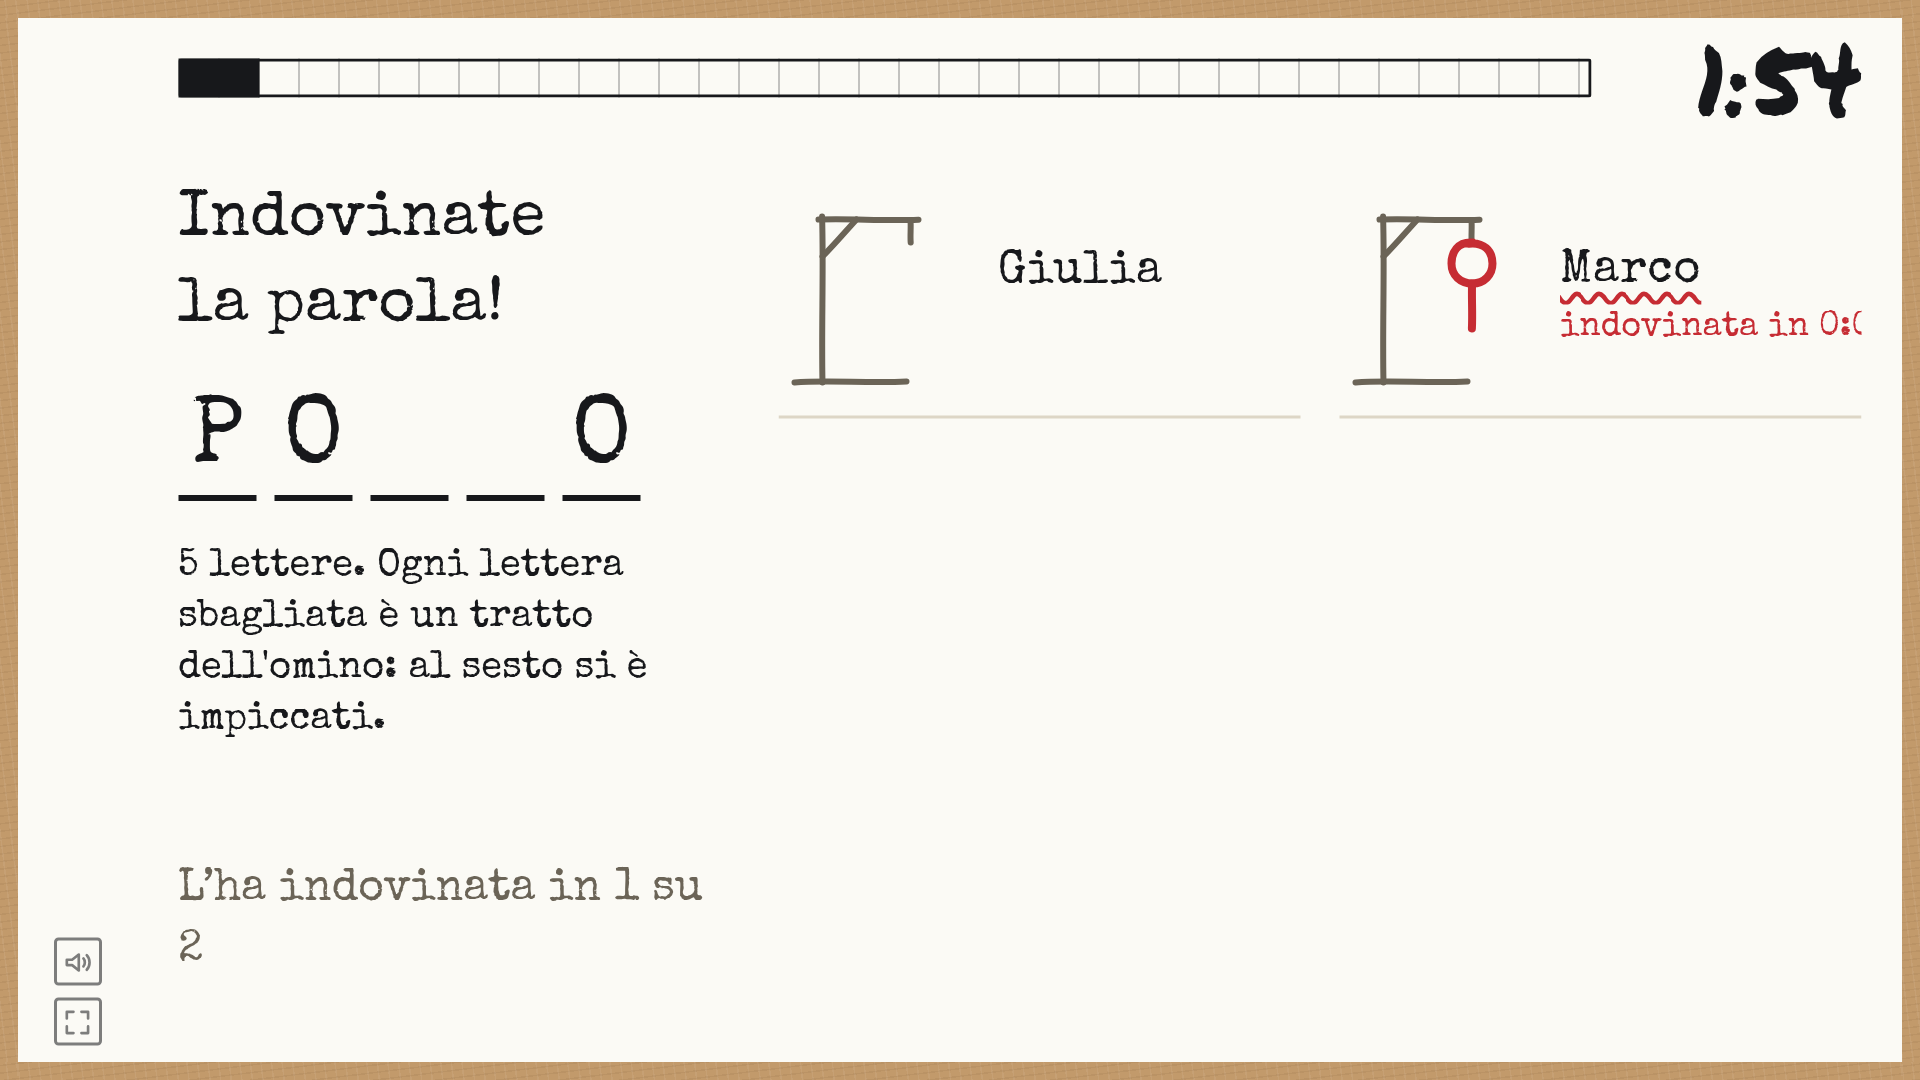 1:54
Indovinate
la parola!
P O _ _ O
5 lettere. Ogni lettera
sbagliata è un tratto
dell'omino: al sesto si è
impiccati.
L’ha indovinata in 1 su
2
Giulia
Marco
indovinata in 0: